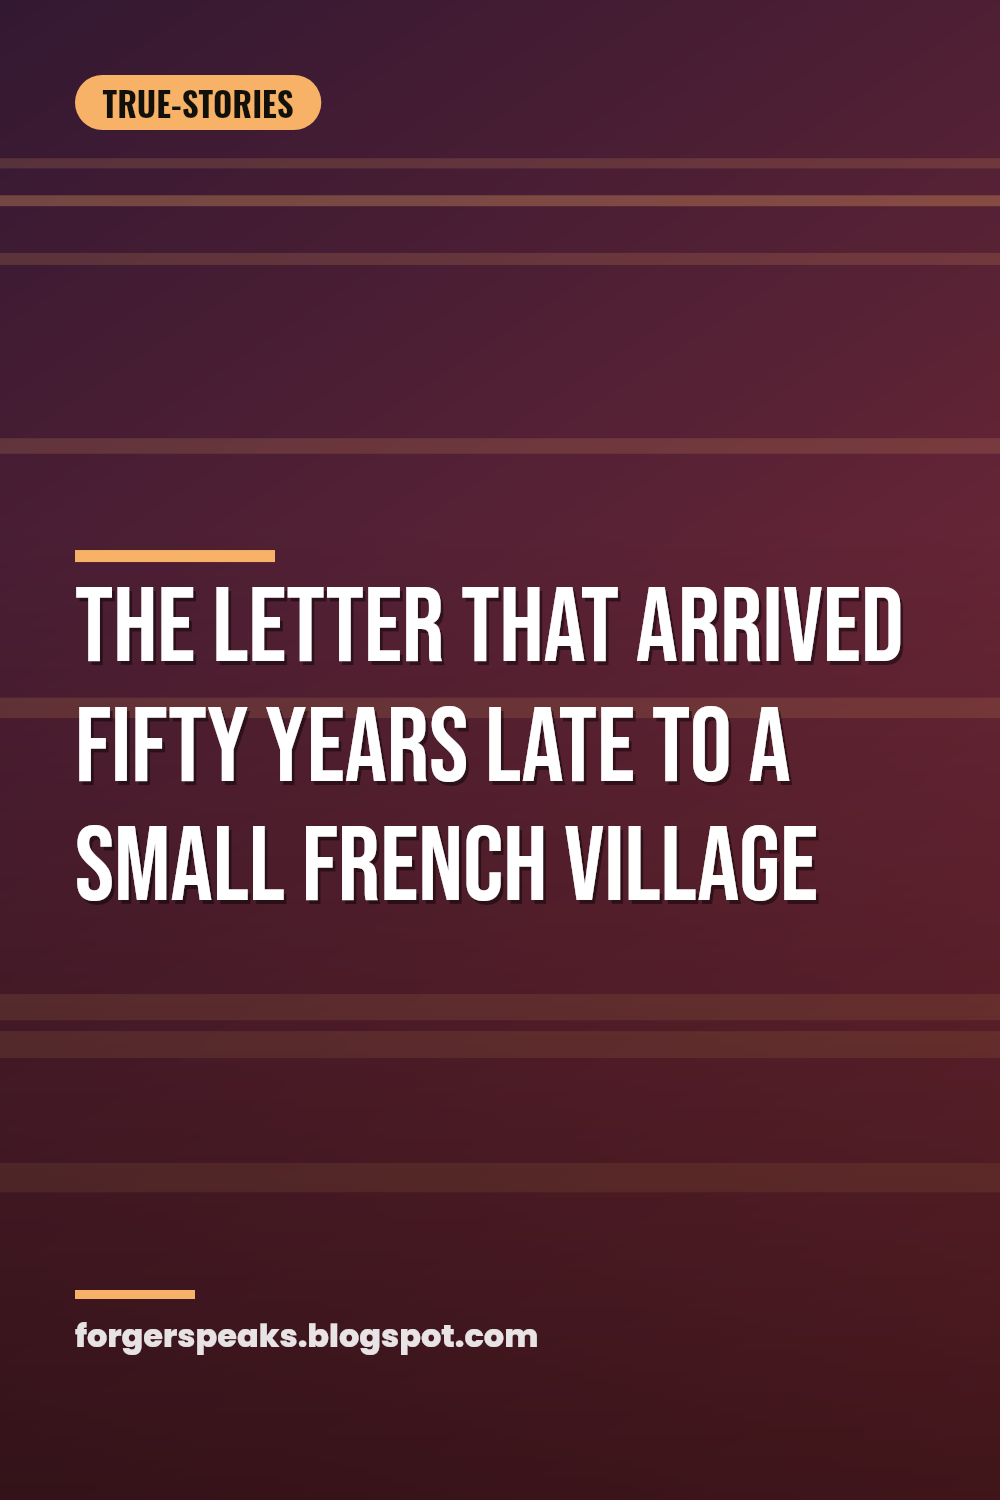 TRUE-STORIES
THE LETTER THAT ARRIVED
FIFTY YEARS LATE TO A
SMALL FRENCH VILLAGE
forgerspeaks.blogspot.com